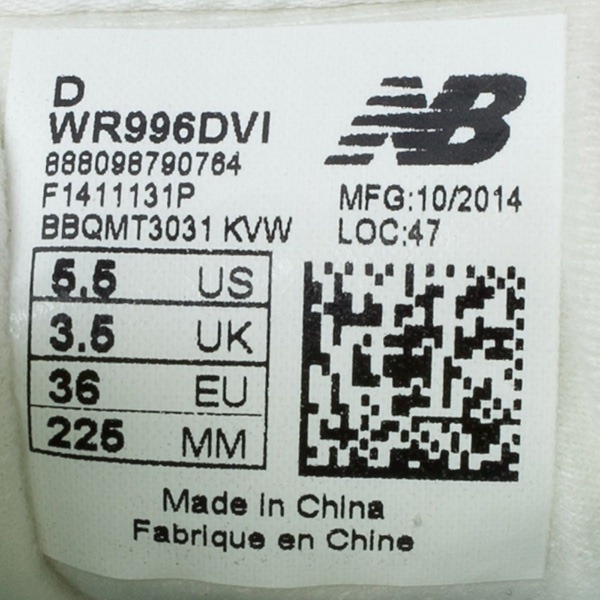 D
WR996DVI
NB
888098790764
F1411131P
MFG:10/2014
BBQMT3031 KVW
LOC:47
5.5 US
3.5 UK
36 EU
225 MM
Made in China
Fabrique en Chine